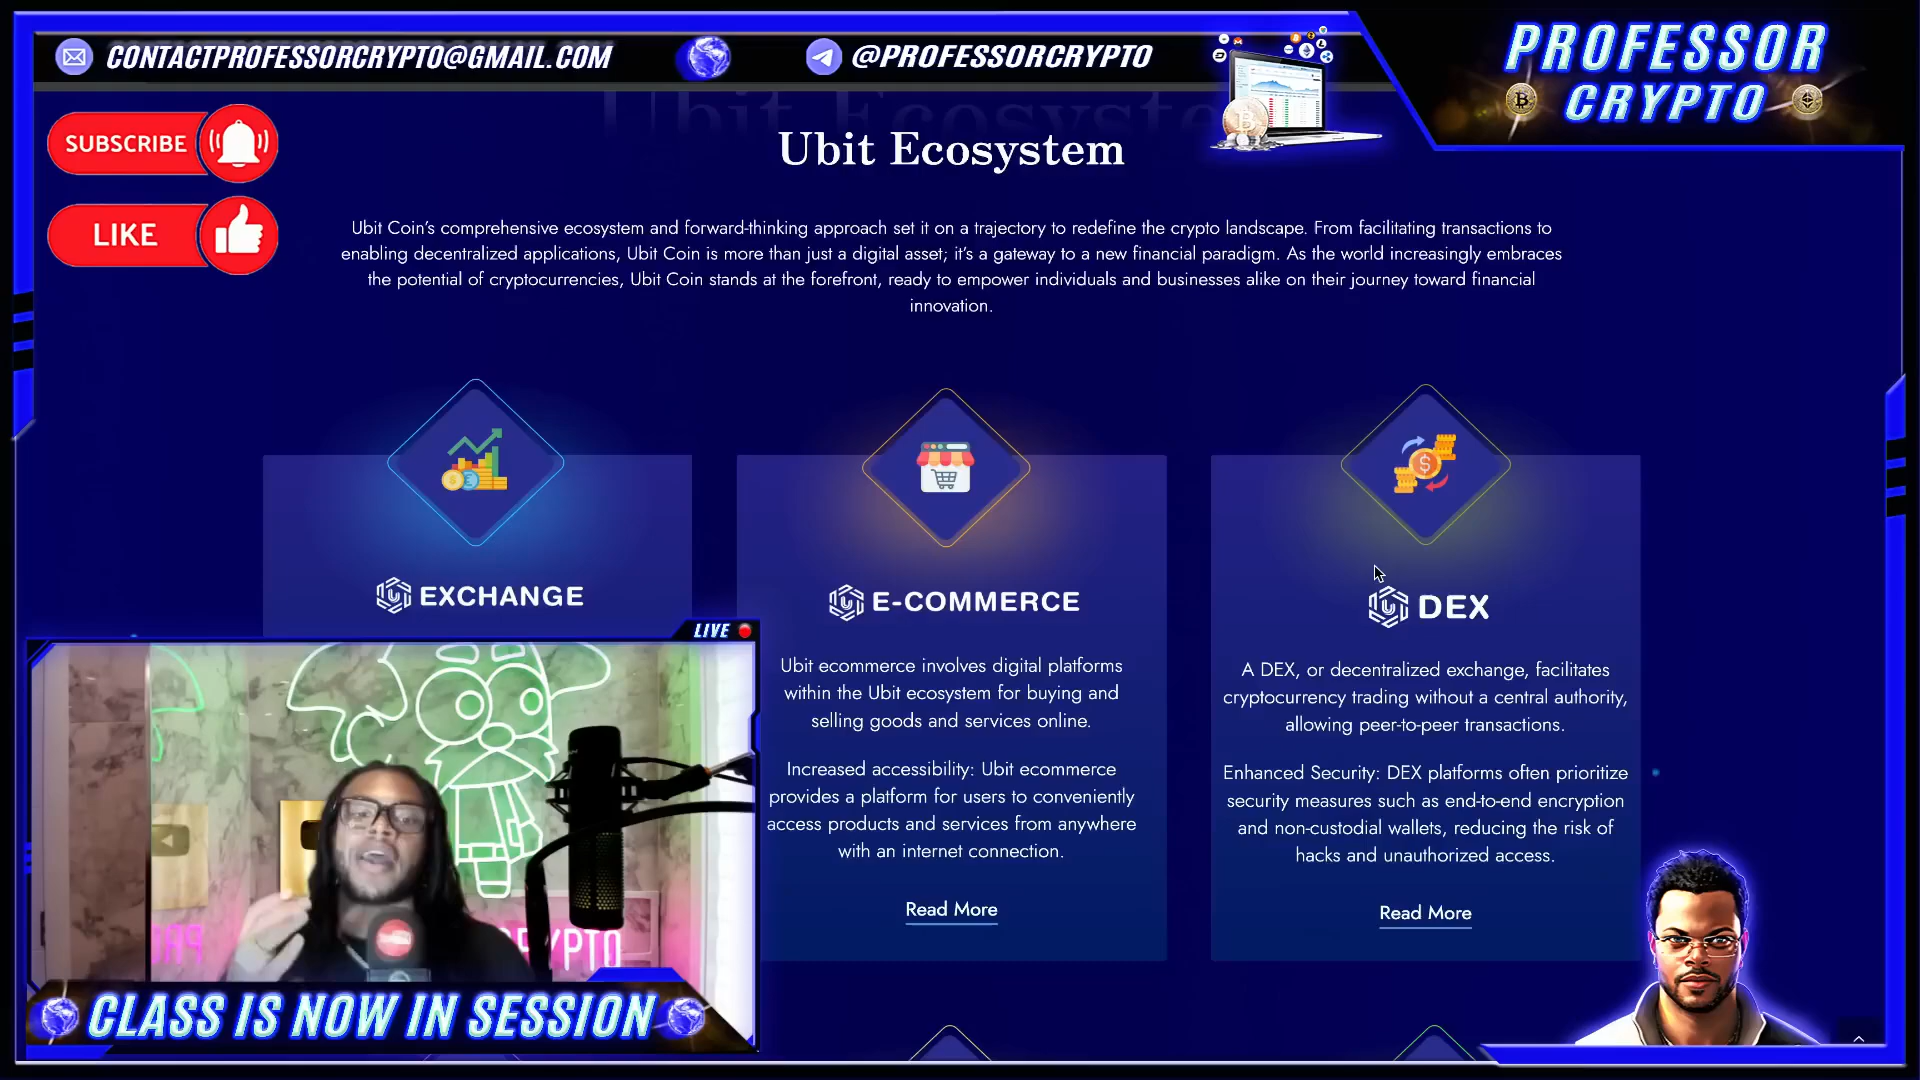 CONTACTPROFESSORCRYPTO@GMAIL.COM
@PROFESSORCRYPTO
PROFESSOR
CRYPTO
SUBSCRIBE
LIKE
Ubit Ecosystem
Ubit Ecosystem
Ubit Coin’s comprehensive ecosystem and forward-thinking approach set it on a trajectory to redefine the crypto landscape. From facilitating transactions to
enabling decentralized applications, Ubit Coin is more than just a digital asset; it’s a gateway to a new financial paradigm. As the world increasingly embraces
the potential of cryptocurrencies, Ubit Coin stands at the forefront, ready to empower individuals and businesses alike on their journey toward financial
innovation.
EXCHANGE
E-COMMERCE
Ubit ecommerce involves digital platforms
within the Ubit ecosystem for buying and
selling goods and services online.
Increased accessibility: Ubit ecommerce
provides a platform for users to conveniently
access products and services from anywhere
with an internet connection.
Read More
DEX
A DEX, or decentralized exchange, facilitates
cryptocurrency trading without a central authority,
allowing peer-to-peer transactions.
Enhanced Security: DEX platforms often prioritize
security measures such as end-to-end encryption
and non-custodial wallets, reducing the risk of
hacks and unauthorized access.
Read More
LIVE
CLASS IS NOW IN SESSION